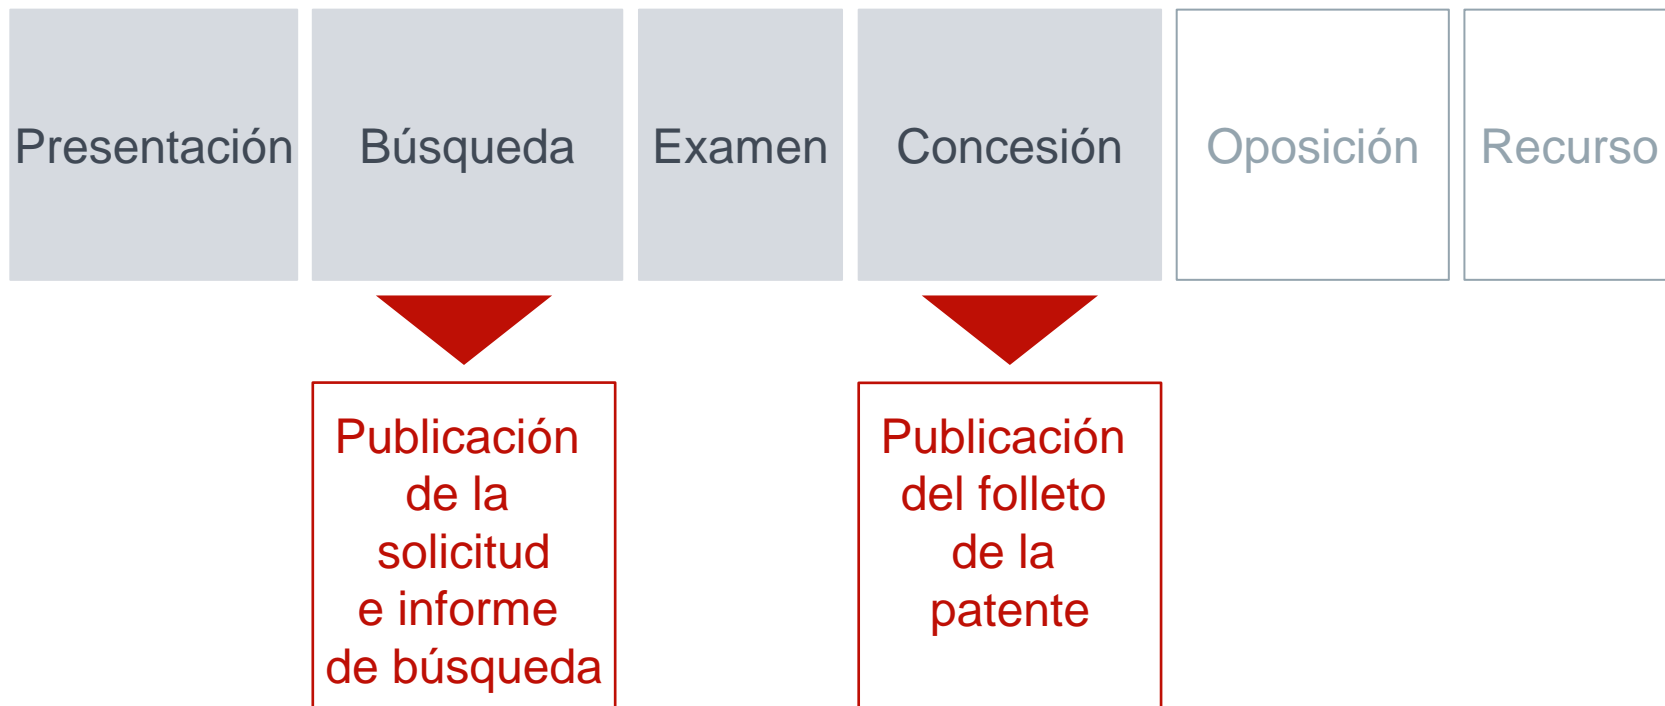 Presentación
Búsqueda
Examen
Concesión
Oposición
Recurso
Publicación
de la
solicitud
e informe
de búsqueda
Publicación
del folleto
de la
patente